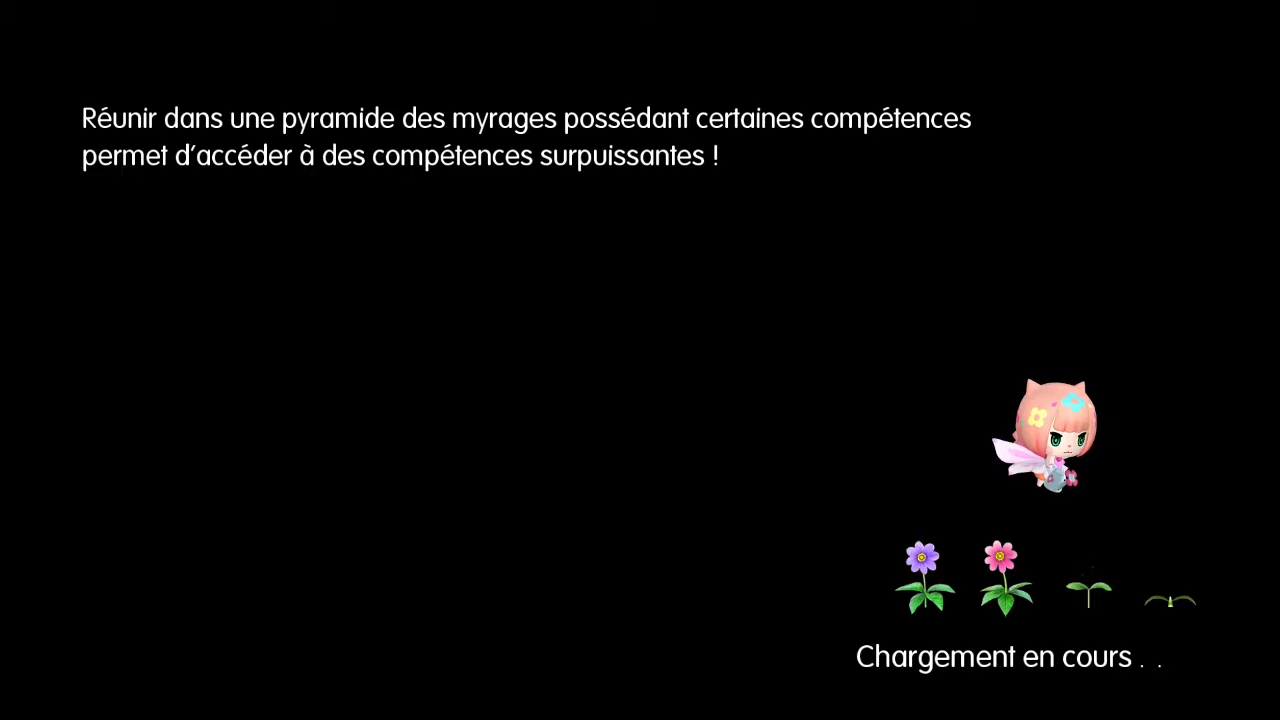 Réunir dans une pyramide des myrages possédant certaines compétences
permet d'accéder à des compétences surpuissantes !
Chargement en cours . .